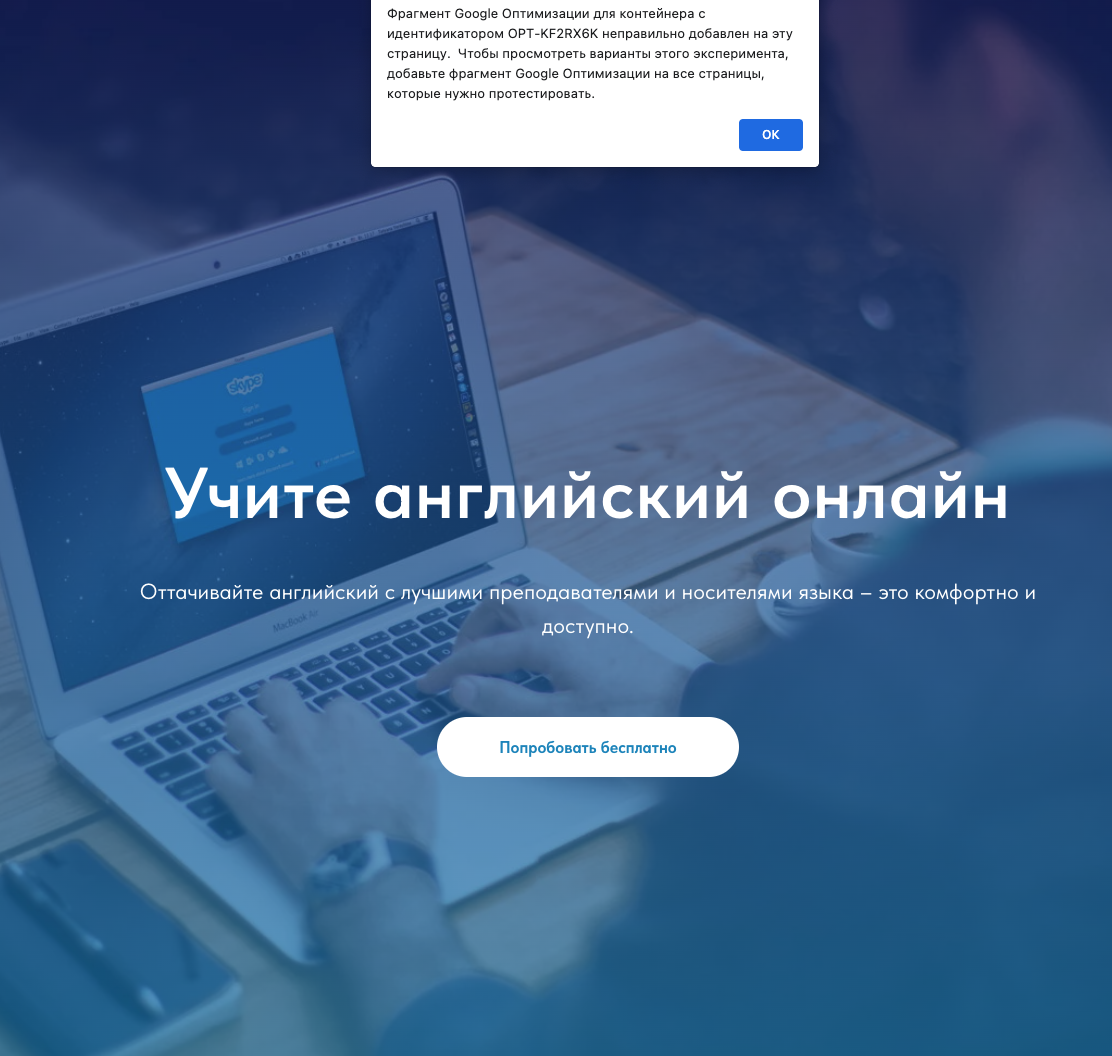 Фрагмент Google Оптимизации для контейнера с
идентификатором OPT-KF2RX6K неправильно добавлен на эту
страницу. Чтобы просмотреть варианты этого эксперимента,
добавьте фрагмент Google Оптимизации на все страницы,
которые нужно протестировать.
OK
skype
Sign in
Учите английский онлайн
Оттачивайте английский с лучшими преподавателями и носителями языка – это комфортно и
доступно.
MacBook Air
Попробовать бесплатно